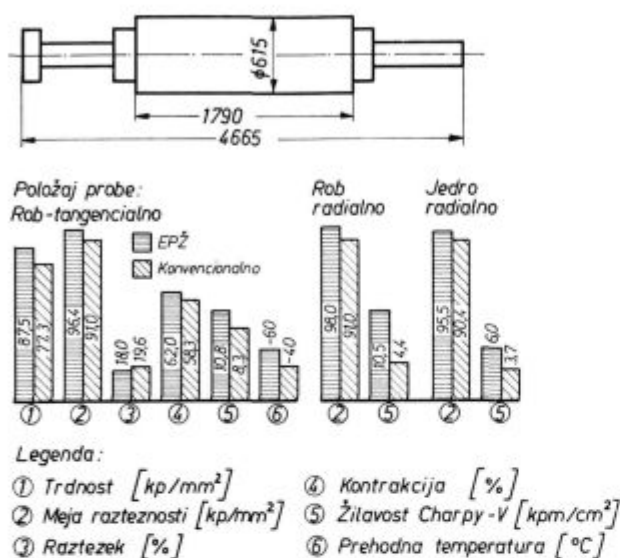 ϕ615
1790
4665
Položaj probe:
Rob-tangencialno
Rob radialno
Jedro radialno
EPŽ
Konvencionalno
87,5 77,3 96,4 91,0 18,0 19,6 62,0 58,3 10,8 8,3 -60 -40
98,0 91,0 10,5 4,4
95,5 90,4 6,0 3,7
① ② ③ ④ ⑤ ⑥ ② ⑤ ② ⑤
Legenda:
① Trdnost [kp/mm²]
② Meja razteznosti [kp/mm²]
③ Raztezek [%]
④ Kontrakcija [%]
⑤ Žilavost Charpy-V [kpm/cm²]
⑥ Prehodna temperatura [°C]